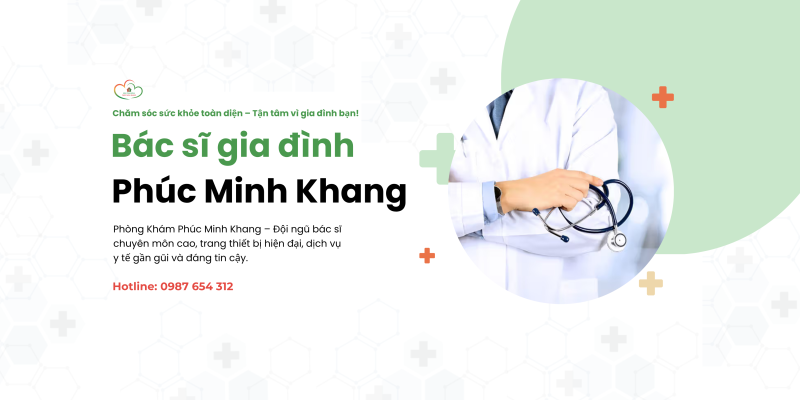 Chăm sóc sức khỏe toàn diện – Tận tâm vì gia đình bạn!
Bác sĩ gia đình
Phúc Minh Khang
Phòng Khám Phúc Minh Khang – Đội ngũ bác sĩ
chuyên môn cao, trang thiết bị hiện đại, dịch vụ
y tế gần gũi và đáng tin cậy.
Hotline: 0987 654 312